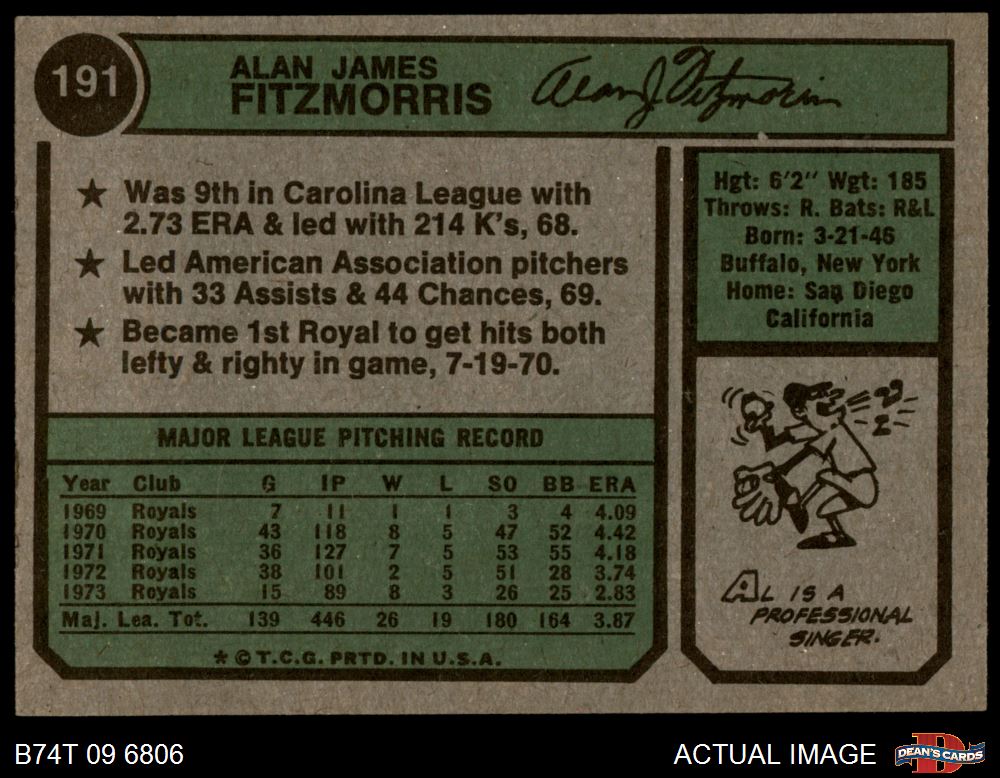 191
ALAN JAMES
FITZMORRIS
Alan J. Fitzmorris
★ Was 9th in Carolina League with
2.73 ERA & led with 214 K's, 68.
★ Led American Association pitchers
with 33 Assists & 44 Chances, 69.
★ Became 1st Royal to get hits both
lefty & righty in game, 7-19-70.
Hgt: 6'2" Wgt: 185
Throws: R. Bats: R&L
Born: 3-21-46
Buffalo, New York
Home: San Diego
California
MAJOR LEAGUE PITCHING RECORD
Year Club G IP W L SO BB ERA
1969 Royals 7 11 1 1 3 4 4.09
1970 Royals 43 118 8 5 47 52 4.42
1971 Royals 36 127 7 5 53 55 4.18
1972 Royals 38 101 2 5 51 28 3.74
1973 Royals 15 89 8 3 26 25 2.83
Maj. Lea. Tot. 139 446 26 19 180 164 3.87
* © T.C.G. PRTD. IN U.S.A.
AL IS A
PROFESSIONAL
SINGER.
B74T 09 6806
ACTUAL IMAGE
DEAN'S CARDS